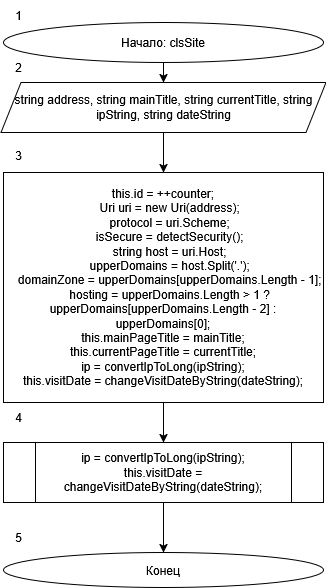 1
Начало: clsSite
2
string address, string mainTitle, string currentTitle, string
ipString, string dateString
3
this.id = ++counter;
Uri uri = new Uri(address);
protocol = uri.Scheme;
isSecure = detectSecurity();
string host = uri.Host;
upperDomains = host.Split('.');
domainZone = upperDomains[upperDomains.Length - 1];
hosting = upperDomains.Length > 1 ?
upperDomains[upperDomains.Length - 2] :
upperDomains[0];
this.mainPageTitle = mainTitle;
this.currentPageTitle = currentTitle;
ip = convertIpToLong(ipString);
this.visitDate = changeVisitDateByString(dateString);
4
ip = convertIpToLong(ipString);
this.visitDate =
changeVisitDateByString(dateString);
5
Конец